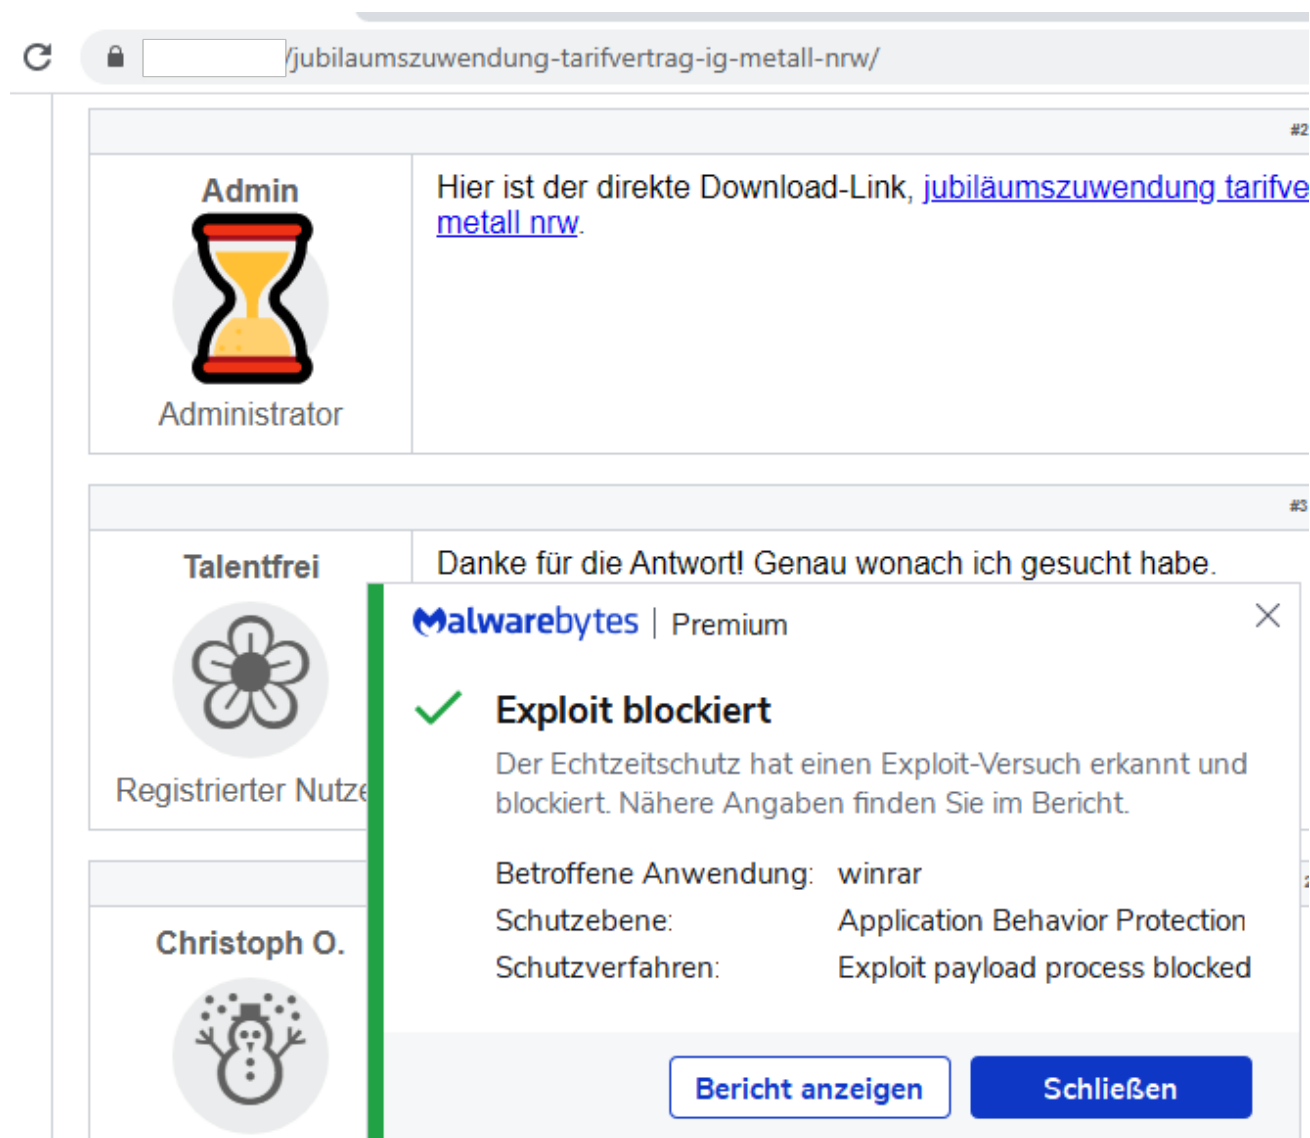 /jubilaumszuwendung-tarifvertrag-ig-metall-nrw/
Admin
Administrator
Hier ist der direkte Download-Link, jubiläumszuwendung
metall nrw.
#3
Talentfrei
Registrierter
Danke für die Antwort! Genau wonach ich gesucht habe.
Christoph O.
Malwarebytes | Premium
Exploit blockiert
Der Echtzeitschutz hat einen Exploit-Versuch erkannt und
blockiert. Nähere Angaben finden Sie im Bericht.
Betroffene Anwendung: winrar
Schutzebene: Application Behavior Protection
Schutzverfahren: Exploit payload process blocked
Bericht anzeigen
Schließen